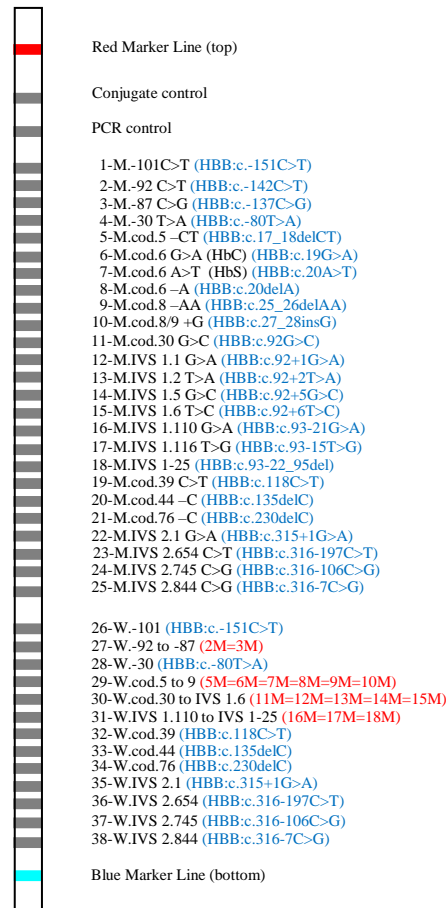 Red Marker Line (top)
Conjugate control
PCR control
1-M.-101C>T (HBB:c.-151C>T)
2-M.-92 C>T (HBB:c.-142C>T)
3-M.-87 C>G (HBB:c.-137C>G)
4-M.-30 T>A (HBB:c.-80T>A)
5-M.cod.5 –CT (HBB:c.17_18delCT)
6-M.cod.6 G>A (HbC) (HBB:c.19G>A)
7-M.cod.6 A>T (HbS) (HBB:c.20A>T)
8-M.cod.6 –A (HBB:c.20delA)
9-M.cod.8 –AA (HBB:c.25_26delAA)
10-M.cod.8/9 +G (HBB:c.27_28insG)
11-M.cod.30 G>C (HBB:c.92G>C)
12-M.IVS 1.1 G>A (HBB:c.92+1G>A)
13-M.IVS 1.2 T>A (HBB:c.92+2T>A)
14-M.IVS 1.5 G>C (HBB:c.92+5G>C)
15-M.IVS 1.6 T>C (HBB:c.92+6T>C)
16-M.IVS 1.110 G>A (HBB:c.93-21G>A)
17-M.IVS 1.116 T>G (HBB:c.93-15T>G)
18-M.IVS 1-25 (HBB:c.93-22_95del)
19-M.cod.39 C>T (HBB:c.118C>T)
20-M.cod.44 –C (HBB:c.135delC)
21-M.cod.76 –C (HBB:c.230delC)
22-M.IVS 2.1 G>A (HBB:c.315+1G>A)
23-M.IVS 2.654 C>T (HBB:c.316-197C>T)
24-M.IVS 2.745 C>G (HBB:c.316-106C>G)
25-M.IVS 2.844 C>G (HBB:c.316-7C>G)
26-W.-101 (HBB:c.-151C>T)
27-W.-92 to -87 (2M=3M)
28-W.-30 (HBB:c.-80T>A)
29-W.cod.5 to 9 (5M=6M=7M=8M=9M=10M)
30-W.cod.30 to IVS 1.6 (11M=12M=13M=14M=15M)
31-W.IVS 1.110 to IVS 1-25 (16M=17M=18M)
32-W.cod.39 (HBB:c.118C>T)
33-W.cod.44 (HBB:c.135delC)
34-W.cod.76 (HBB:c.230delC)
35-W.IVS 2.1 (HBB:c.315+1G>A)
36-W.IVS 2.654 (HBB:c.316-197C>T)
37-W.IVS 2.745 (HBB:c.316-106C>G)
38-W.IVS 2.844 (HBB:c.316-7C>G)
Blue Marker Line (bottom)